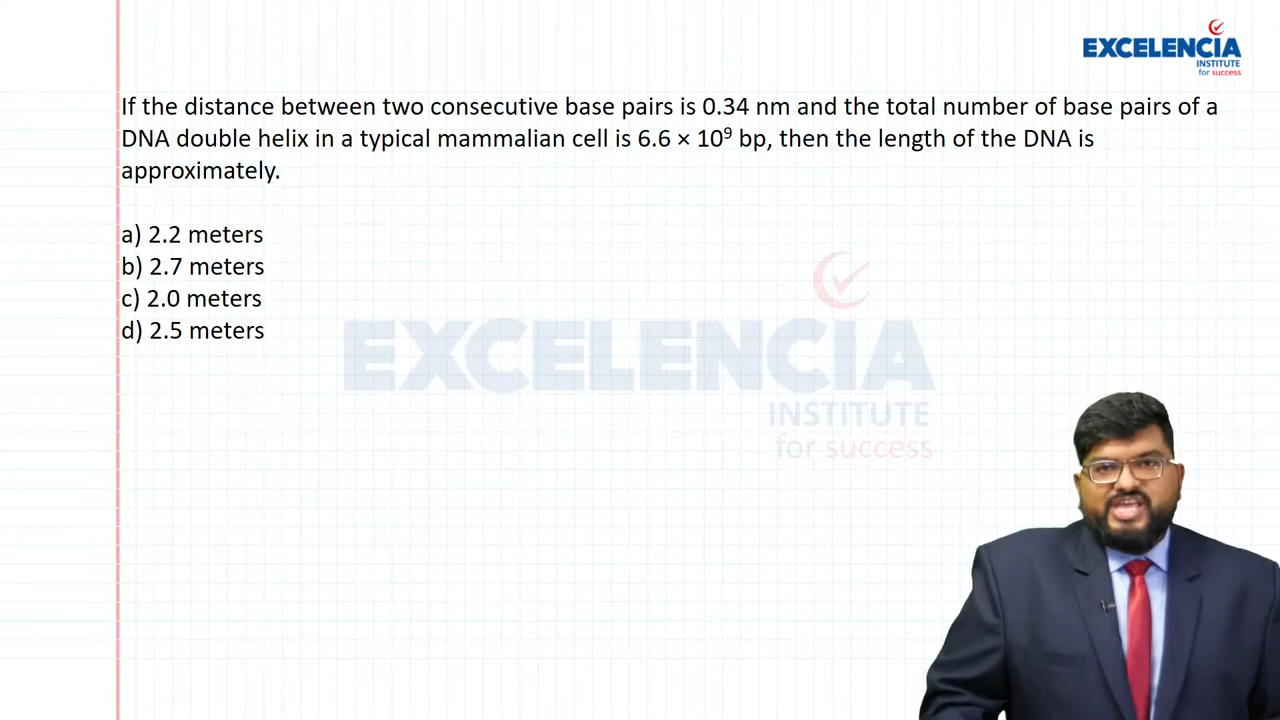 EXCELENCIA
INSTITUTE
for success
If the distance between two consecutive base pairs is 0.34 nm and the total number of base pairs of a
DNA double helix in a typical mammalian cell is 6.6 × 10⁹ bp, then the length of the DNA is
approximately.
a) 2.2 meters
b) 2.7 meters
c) 2.0 meters
d) 2.5 meters
EXCELENCIA
INSTITUTE
for success